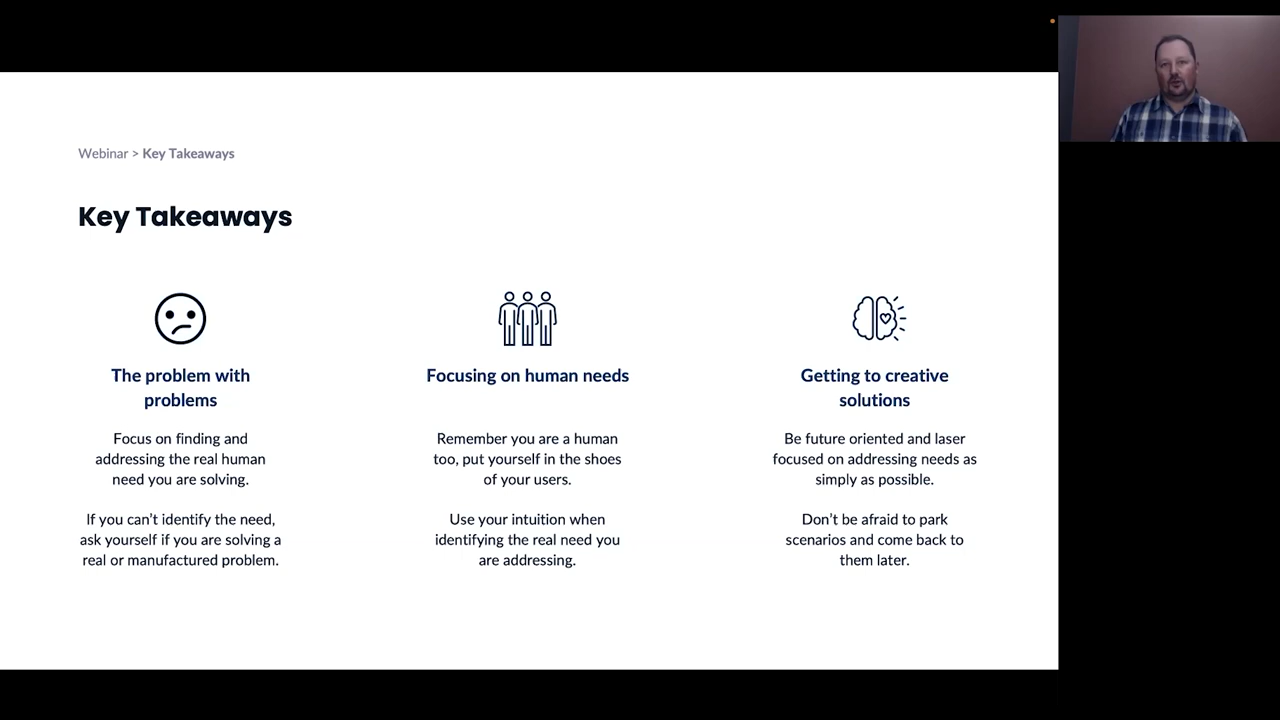 Webinar > Key Takeaways
Key Takeaways
The problem with
problems
Focus on finding and
addressing the real human
need you are solving.
If you can’t identify the need,
ask yourself if you are solving a
real or manufactured problem.
Focusing on human needs
Remember you are a human
too, put yourself in the shoes
of your users.
Use your intuition when
identifying the real need you
are addressing.
Getting to creative
solutions
Be future oriented and laser
focused on addressing needs as
simply as possible.
Don’t be afraid to park
scenarios and come back to
them later.